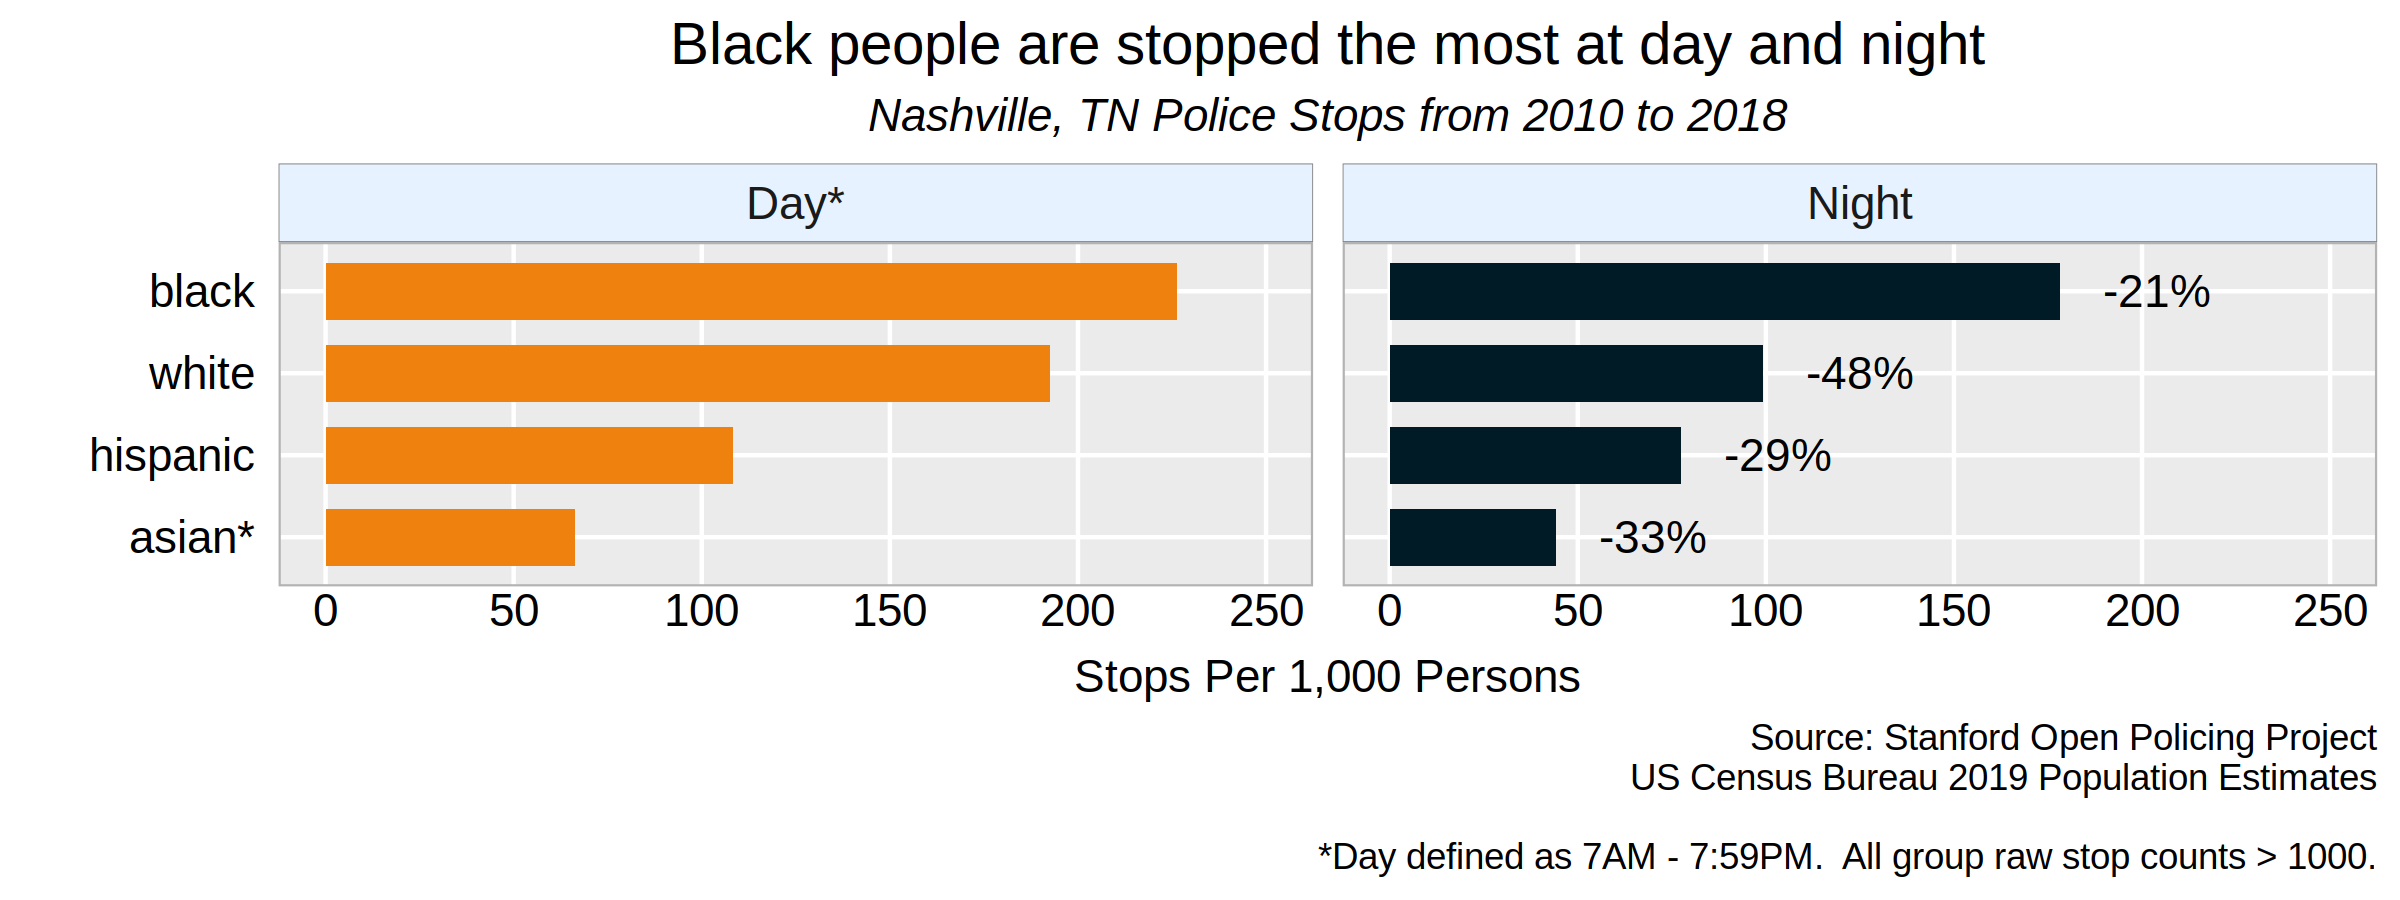 Black people are stopped the most at day and night
Nashville, TN Police Stops from 2010 to 2018
Day*
Night
black
white
hispanic
asian*
-21%
-48%
-29%
-33%
0 50 100 150 200 250
0 50 100 150 200 250
Stops Per 1,000 Persons
Source: Stanford Open Policing Project
US Census Bureau 2019 Population Estimates
*Day defined as 7AM - 7:59PM.  All group raw stop counts > 1000.